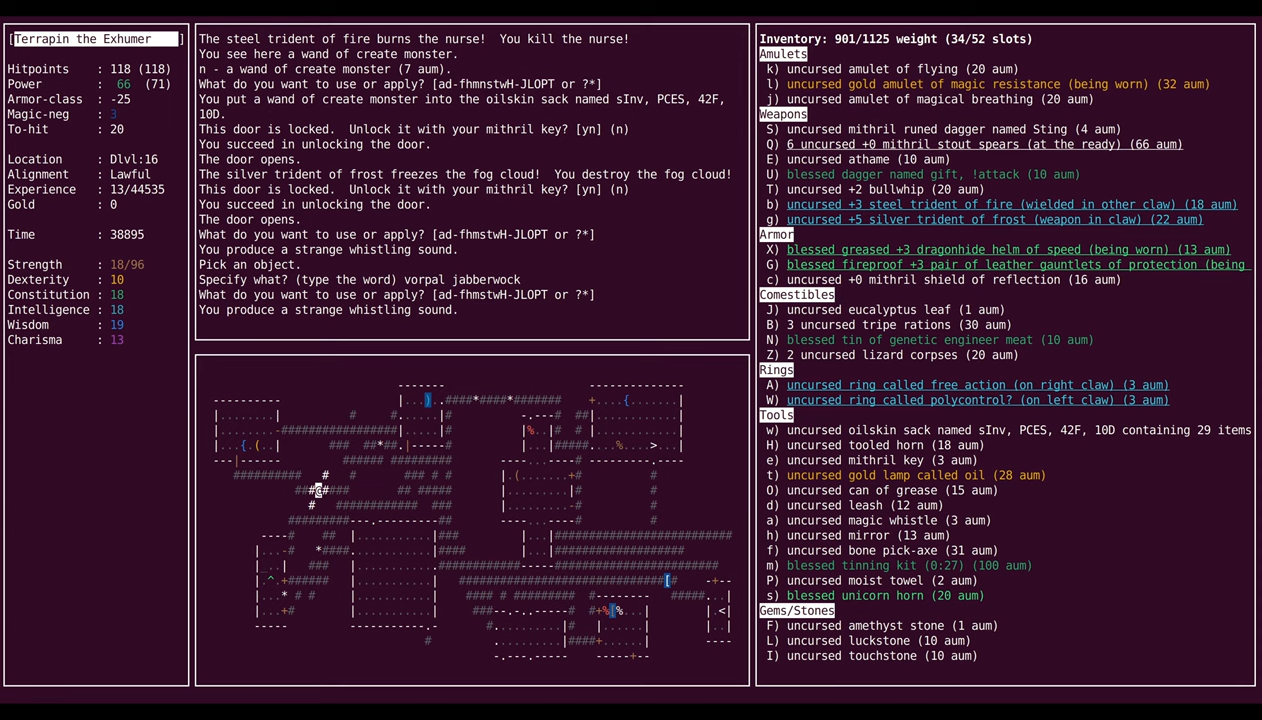 [Terrapin the Exhumer ]
Hitpoints : 118 (118)
Power : 66 (71)
Armor-class : -25
Magic-neg : 3
To-hit : 20
Location : Dlvl:16
Alignment : Lawful
Experience : 13/44535
Gold : 0
Time : 38895
Strength : 18/96
Dexterity : 10
Constitution : 18
Intelligence : 18
Wisdom : 19
Charisma : 13
The steel trident of fire burns the nurse!  You kill the nurse!
You see here a wand of create monster.
n - a wand of create monster (7 aum).
What do you want to use or apply? [ad-fhmnstwH-JLOPT or ?*]
You put a wand of create monster into the oilskin sack named sInv, PCES, 42F,
10D.
This door is locked.  Unlock it with your mithril key? [yn] (n)
You succeed in unlocking the door.
The door opens.
The silver trident of frost freezes the fog cloud!  You destroy the fog cloud!
This door is locked.  Unlock it with your mithril key? [yn] (n)
You succeed in unlocking the door.
The door opens.
What do you want to use or apply? [ad-fhmstwH-JLOPT or ?*]
You produce a strange whistling sound.
Pick an object.
Specify what? (type the word) vorpal jabberwock
What do you want to use or apply? [ad-fhmstwH-JLOPT or ?*]
You produce a strange whistling sound.
Inventory: 901/1125 weight (34/52 slots)
Amulets
k) uncursed amulet of flying (20 aum)
l) uncursed gold amulet of magic resistance (being worn) (32 aum)
j) uncursed amulet of magical breathing (20 aum)
Weapons
S) uncursed mithril runed dagger named Sting (4 aum)
Q) 6 uncursed +0 mithril stout spears (at the ready) (66 aum)
E) uncursed athame (10 aum)
U) blessed dagger named gift, !attack (10 aum)
T) uncursed +2 bullwhip (20 aum)
b) uncursed +3 steel trident of fire (wielded in other claw) (18 aum)
g) uncursed +5 silver trident of frost (weapon in claw) (22 aum)
Armor
X) blessed greased +3 dragonhide helm of speed (being worn) (13 aum)
G) blessed fireproof +3 pair of leather gauntlets of protection (being
c) uncursed +0 mithril shield of reflection (16 aum)
Comestibles
J) uncursed eucalyptus leaf (1 aum)
B) 3 uncursed tripe rations (30 aum)
N) blessed tin of genetic engineer meat (10 aum)
Z) 2 uncursed lizard corpses (20 aum)
Rings
A) uncursed ring called free action (on right claw) (3 aum)
W) uncursed ring called polycontrol? (on left claw) (3 aum)
Tools
w) uncursed oilskin sack named sInv, PCES, 42F, 10D containing 29 items
H) uncursed tooled horn (18 aum)
e) uncursed mithril key (3 aum)
t) uncursed gold lamp called oil (28 aum)
O) uncursed can of grease (15 aum)
d) uncursed leash (12 aum)
a) uncursed magic whistle (3 aum)
h) uncursed mirror (13 aum)
f) uncursed bone pick-axe (31 aum)
m) blessed tinning kit (0:27) (100 aum)
P) uncursed moist towel (2 aum)
s) blessed unicorn horn (20 aum)
Gems/Stones
F) uncursed amethyst stone (1 aum)
L) uncursed luckstone (10 aum)
I) uncursed touchstone (10 aum)